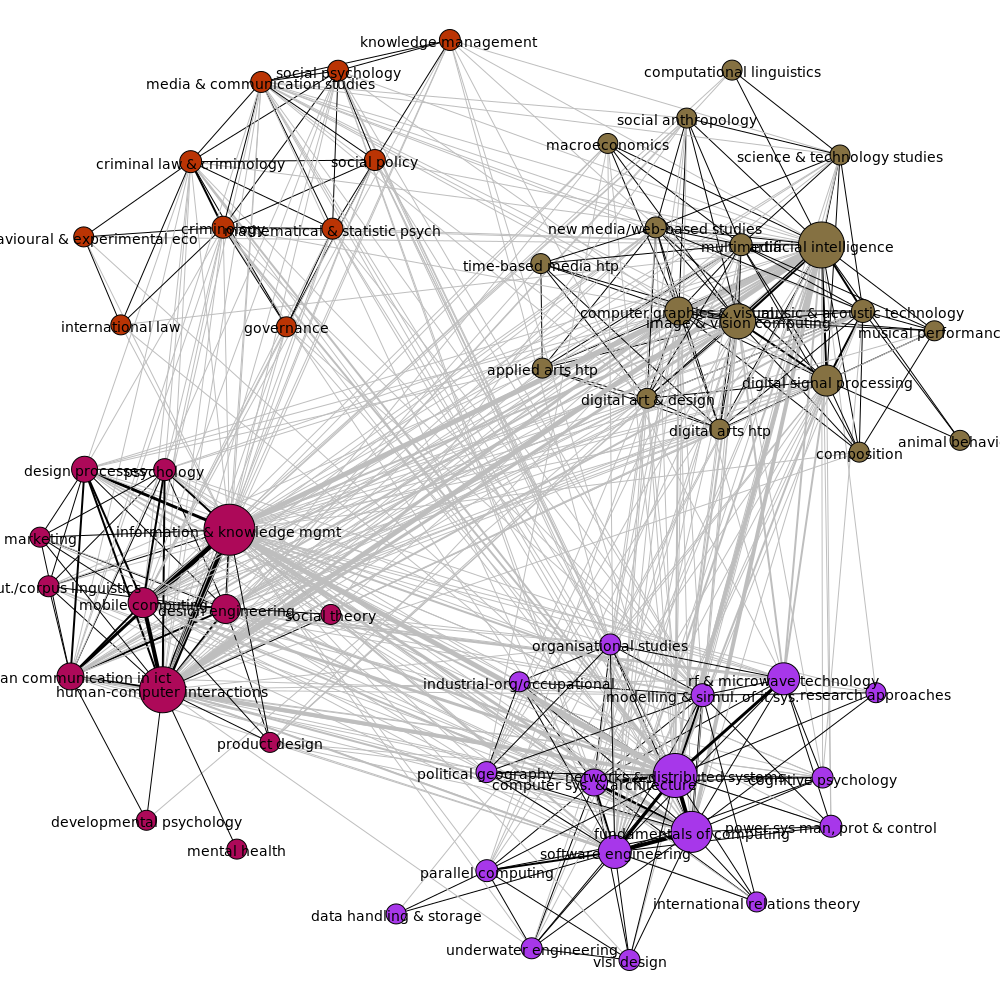 knowledge management
social psychology
media & communication studies
criminal law & criminology
social policy
criminology
mathematical & statistic psych
avioural & experimental eco
international law
governance
computational linguistics
social anthropology
macroeconomics
science & technology studies
new media/web-based studies
multimedia
artificial intelligence
time-based media htp
computer graphics & visual.
music & acoustic technology
image & vision computing
musical performanc
applied arts htp
digital signal processing
digital art & design
digital arts htp
composition
animal behavi
design processes
psychology
information & knowledge mgmt
marketing
ut./corpus linguistics
mobile computing
design engineering
social theory
an communication in ict
human-computer interactions
product design
developmental psychology
mental health
organisational studies
industrial-org/occupational
rf & microwave technology
modelling & simul. of it sys.
research approaches
political geography
networks & distributed systems
computer sys. & architecture
cognitive psychology
fundamentals of computing
power sys man, prot & control
software engineering
parallel computing
international relations theory
data handling & storage
underwater engineering
vlsi design